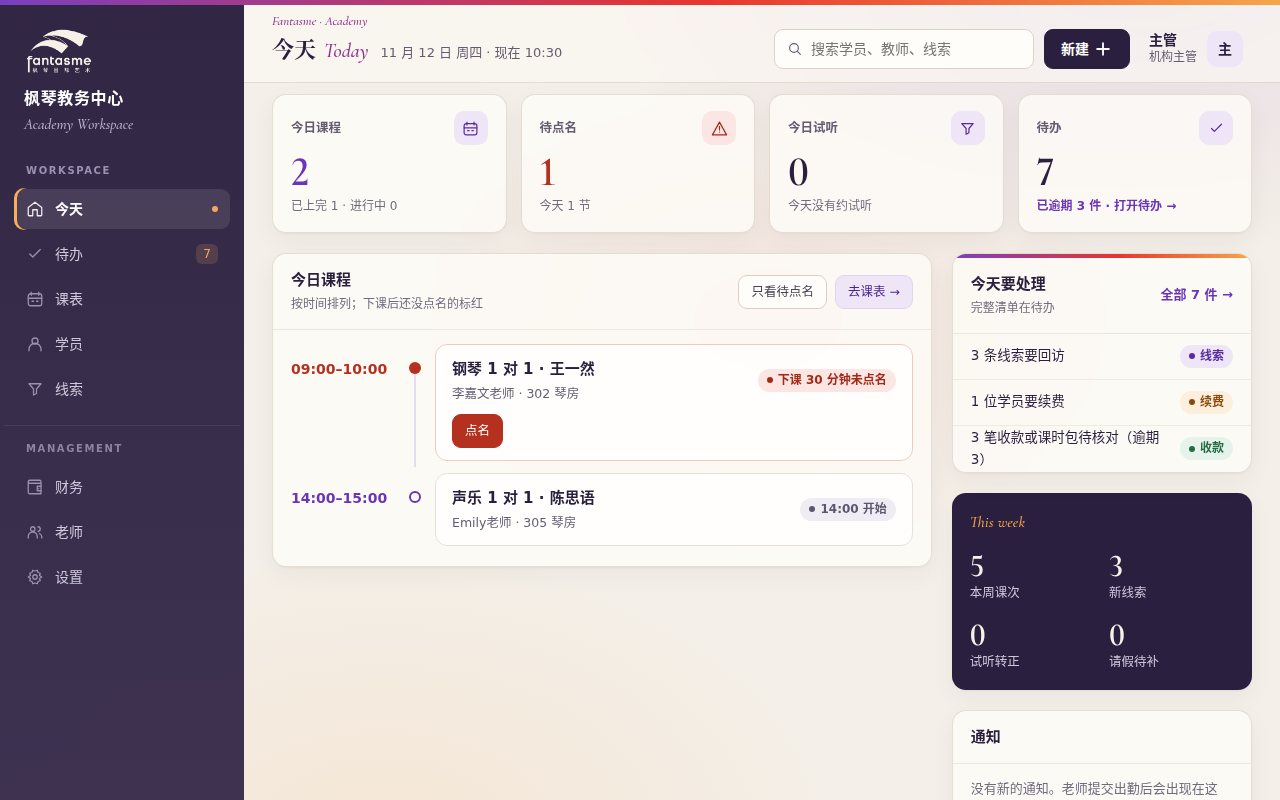 fantasme
枫琴教务中心
Academy Workspace
WORKSPACE
今天
待办
7
课表
学员
线索
MANAGEMENT
财务
老师
设置
Fantasme · Academy
今天 Today 11 月 12 日 周四 · 现在 10:30
搜索学员、教师、线索
新建
主管
机构主管
主
今日课程
2
已上完 1 · 进行中 0
待点名
1
今天 1 节
今日试听
0
今天没有约试听
待办
7
已逾期 3 件 · 打开待办 →
今日课程
按时间排列；下课后还没点名的标红
只看待点名
去课表 →
09:00–10:00
钢琴 1 对 1 · 王一然
李嘉文老师 · 302 琴房
下课 30 分钟未点名
点名
14:00–15:00
声乐 1 对 1 · 陈思语
Emily老师 · 305 琴房
14:00 开始
今天要处理
完整清单在待办
全部 7 件 →
3 条线索要回访
线索
1 位学员要续费
续费
3 笔收款或课时包待核对（逾期
3）
收款
This week
5
本周课次
3
新线索
0
试听转正
0
请假待补
通知
没有新的通知。老师提交出勤后会出现在这